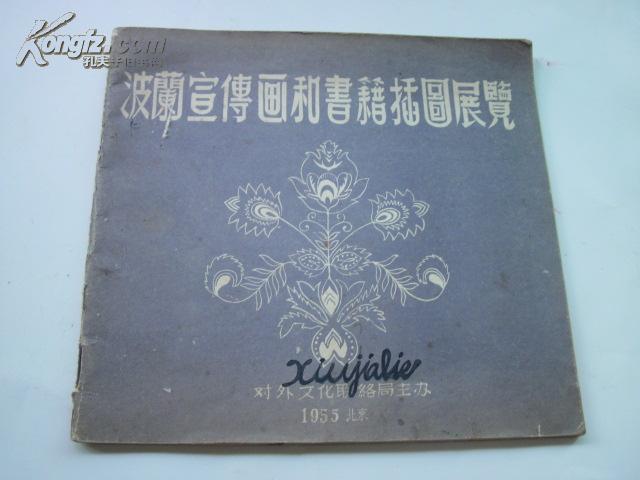 Kongfz.com
孔夫子旧书网
波蘭宣傳画和書籍插圖展覽
xiujialie
对外文化联絡局主办
1955 北京